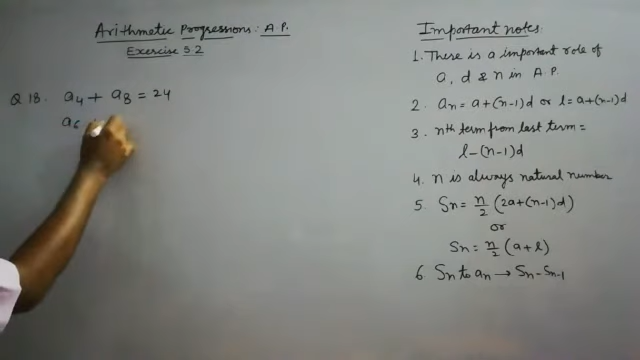 Arithmetic Progressions: A.P.
Exercise 5.2
Q 18. a₄ + a₈ = 24
a₆ +
Important notes:
1. There is a important role of
a, d & n in A.P.
2. an = a+(n-1)d or l = a+(n-1)d
3. nth term from last term =
l-(n-1)d
4. n is always natural number
5. Sn = n/2 (2a+(n-1)d)
or
Sn = n/2 (a+l)
6. Sn to an → Sn - Sn-1